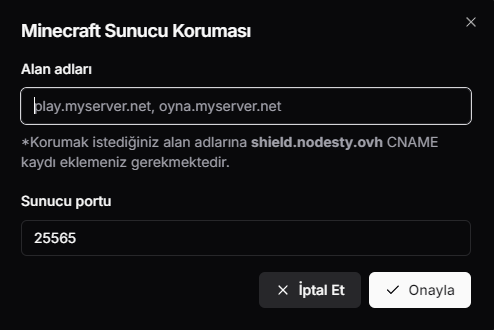 Minecraft Sunucu Koruması
Alan adları
play.myserver.net, oyna.myserver.net
*Korumak istediğiniz alan adlarına shield.nodesty.ovh CNAME
kaydı eklemeniz gerekmektedir.
Sunucu portu
25565
İptal Et
Onayla